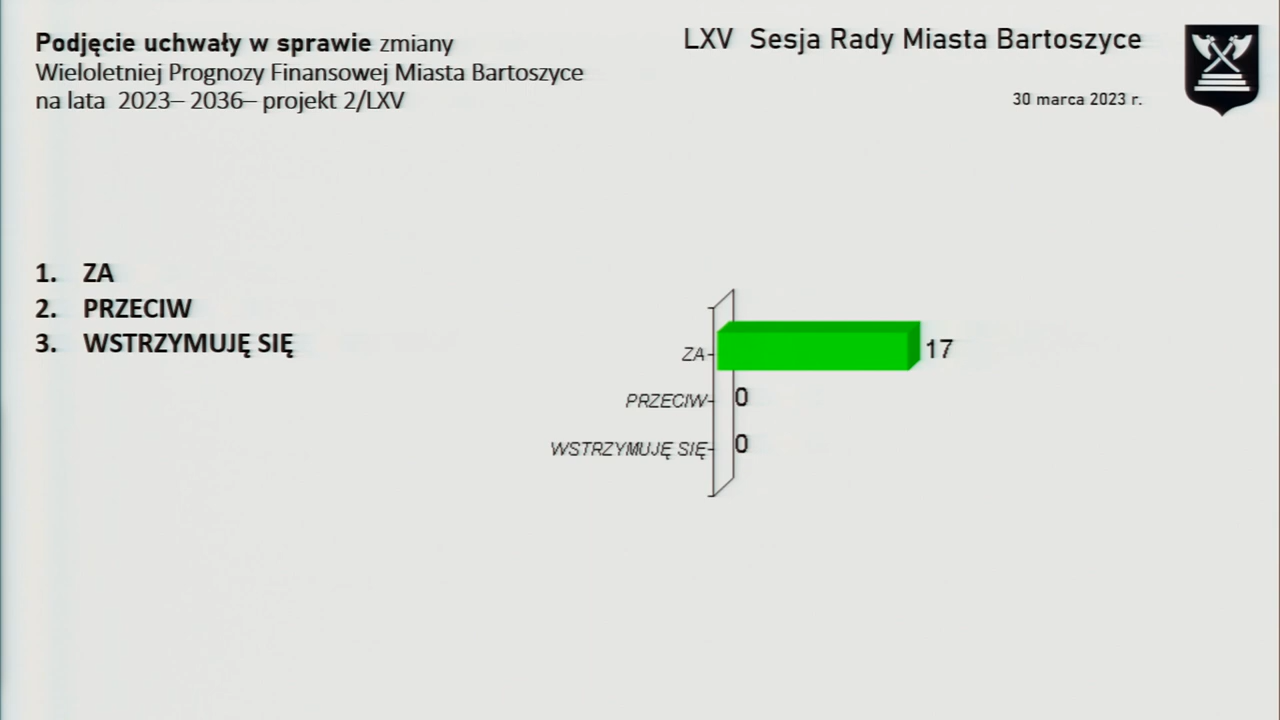 Podjęcie uchwały w sprawie zmiany
Wieloletniej Prognozy Finansowej Miasta Bartoszyce
na lata 2023– 2036– projekt 2/LXV
LXV Sesja Rady Miasta Bartoszyce
30 marca 2023 r.
1. ZA
2. PRZECIW
3. WSTRZYMUJĘ SIĘ
ZA 17
PRZECIW 0
WSTRZYMUJĘ SIĘ 0